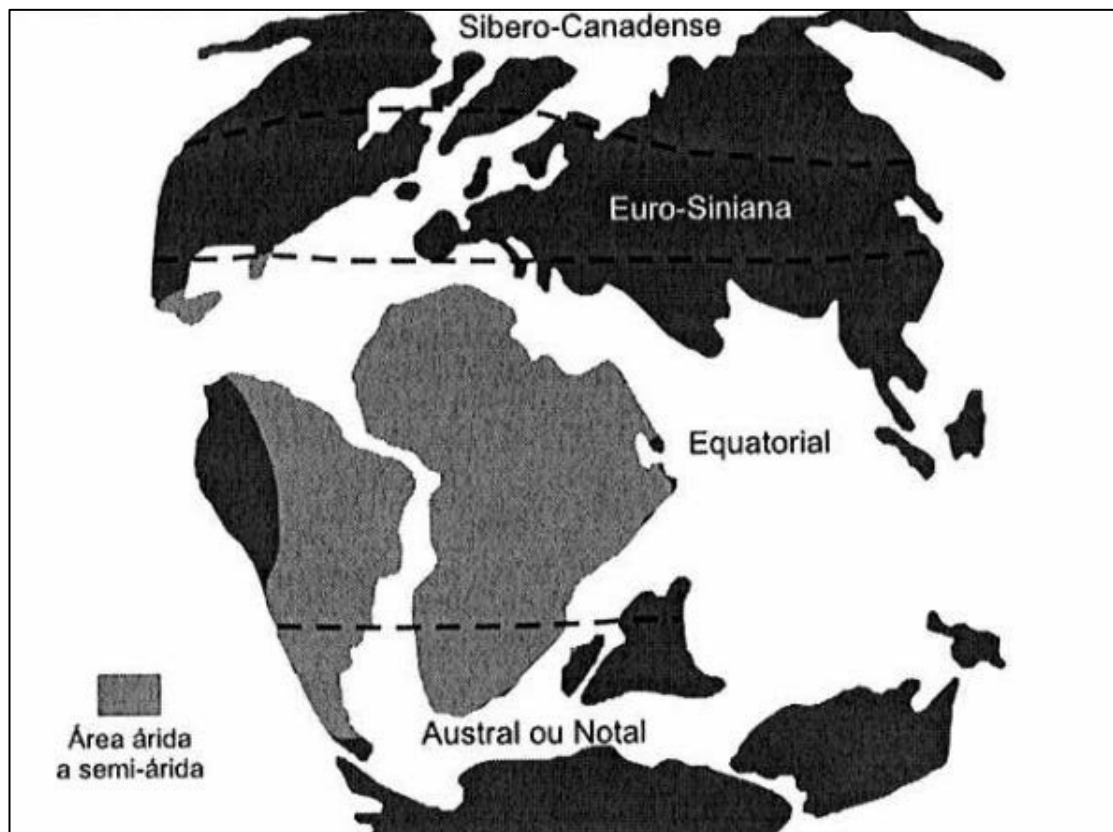 Sibero-Canadense
Euro-Siniana
Equatorial
Austral ou Notal
Área árida
a semi-árida